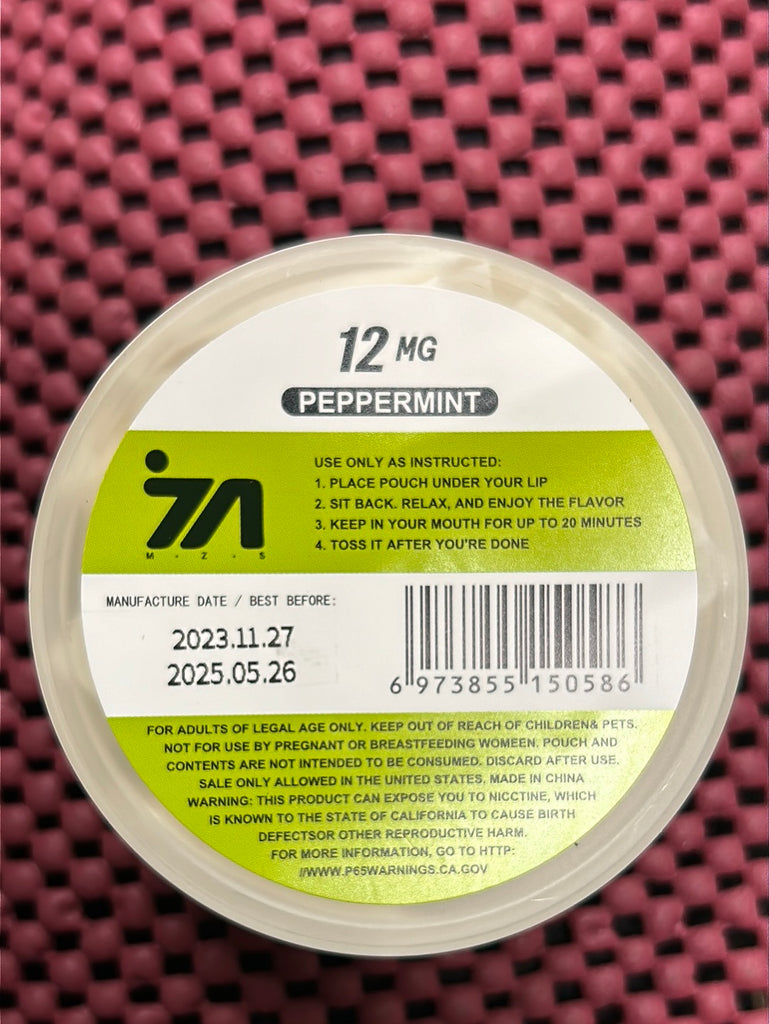 12 MG
PEPPERMINT
M · Z · S
USE ONLY AS INSTRUCTED:
1. PLACE POUCH UNDER YOUR LIP
2. SIT BACK. RELAX, AND ENJOY THE FLAVOR
3. KEEP IN YOUR MOUTH FOR UP TO 20 MINUTES
4. TOSS IT AFTER YOU'RE DONE
MANUFACTURE DATE / BEST BEFORE:
2023.11.27
2025.05.26
6 973855 150586
FOR ADULTS OF LEGAL AGE ONLY. KEEP OUT OF REACH OF CHILDREN& PETS.
NOT FOR USE BY PREGNANT OR BREASTFEEDING WOMEEN. POUCH AND
CONTENTS ARE NOT INTENDED TO BE CONSUMED. DISCARD AFTER USE.
SALE ONLY ALLOWED IN THE UNITED STATES. MADE IN CHINA
WARNING: THIS PRODUCT CAN EXPOSE YOU TO NICCTINE, WHICH
IS KNOWN TO THE STATE OF CALIFORNIA TO CAUSE BIRTH
DEFECTSOR OTHER REPRODUCTIVE HARM.
FOR MORE INFORMATION, GO TO HTTP:
//WWW.P65WARNINGS.CA.GOV